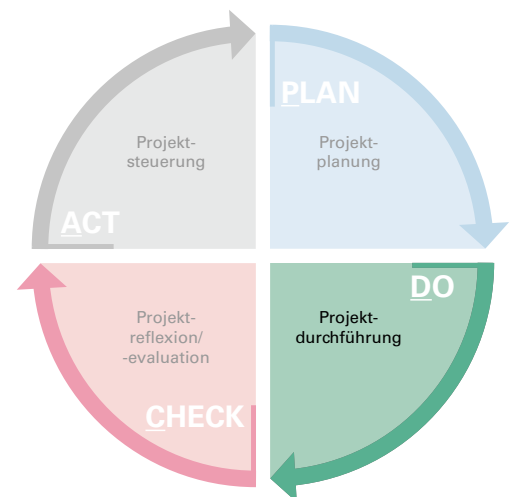 PLAN
Projekt-
planung
DO
Projekt-
durchführung
Projekt-
reflexion/
-evaluation
CHECK
Projekt-
steuerung
ACT